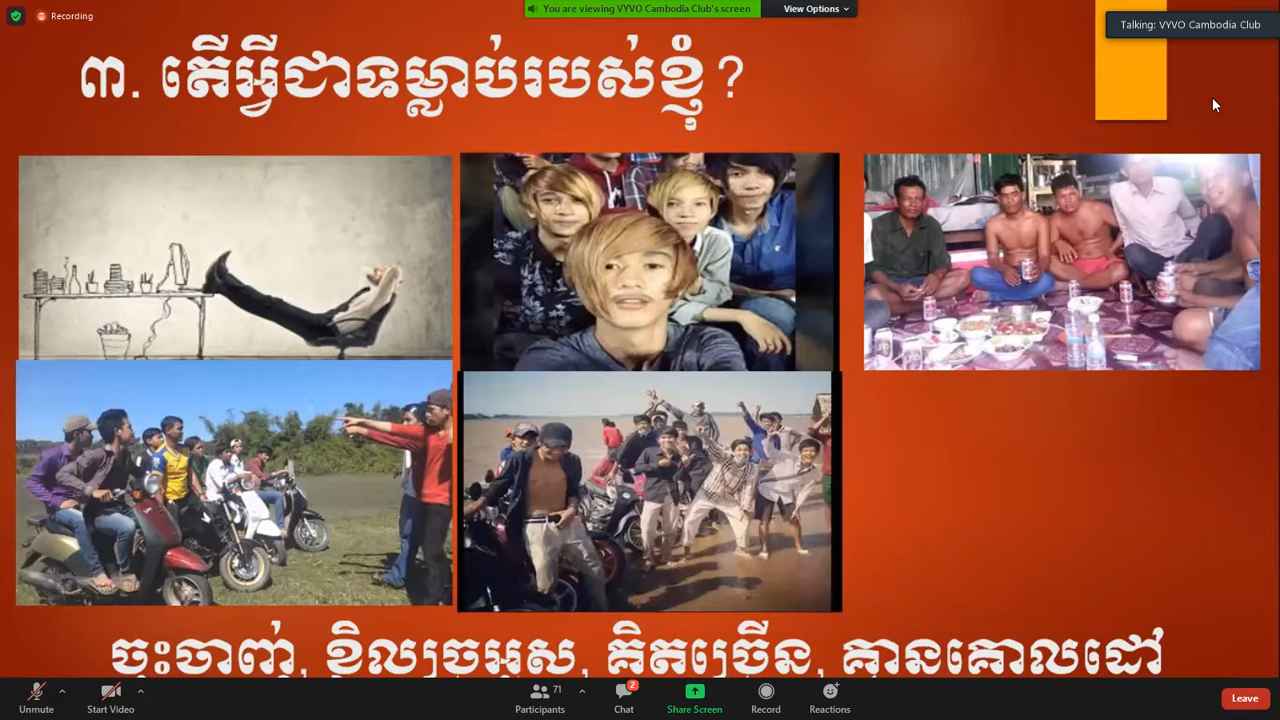 Recording
You are viewing VYVO Cambodia Club's screen
View Options
Talking: VYVO Cambodia Club
៣. តើអ្វីជាទម្លាប់របស់ខ្ញុំ?
ចុះចាញ់, ខ្ជិលច្រអូស, គិតច្រើន, គ្មានគោលដៅ
Unmute
Start Video
71
Participants
2
Chat
Share Screen
Record
Reactions
Leave